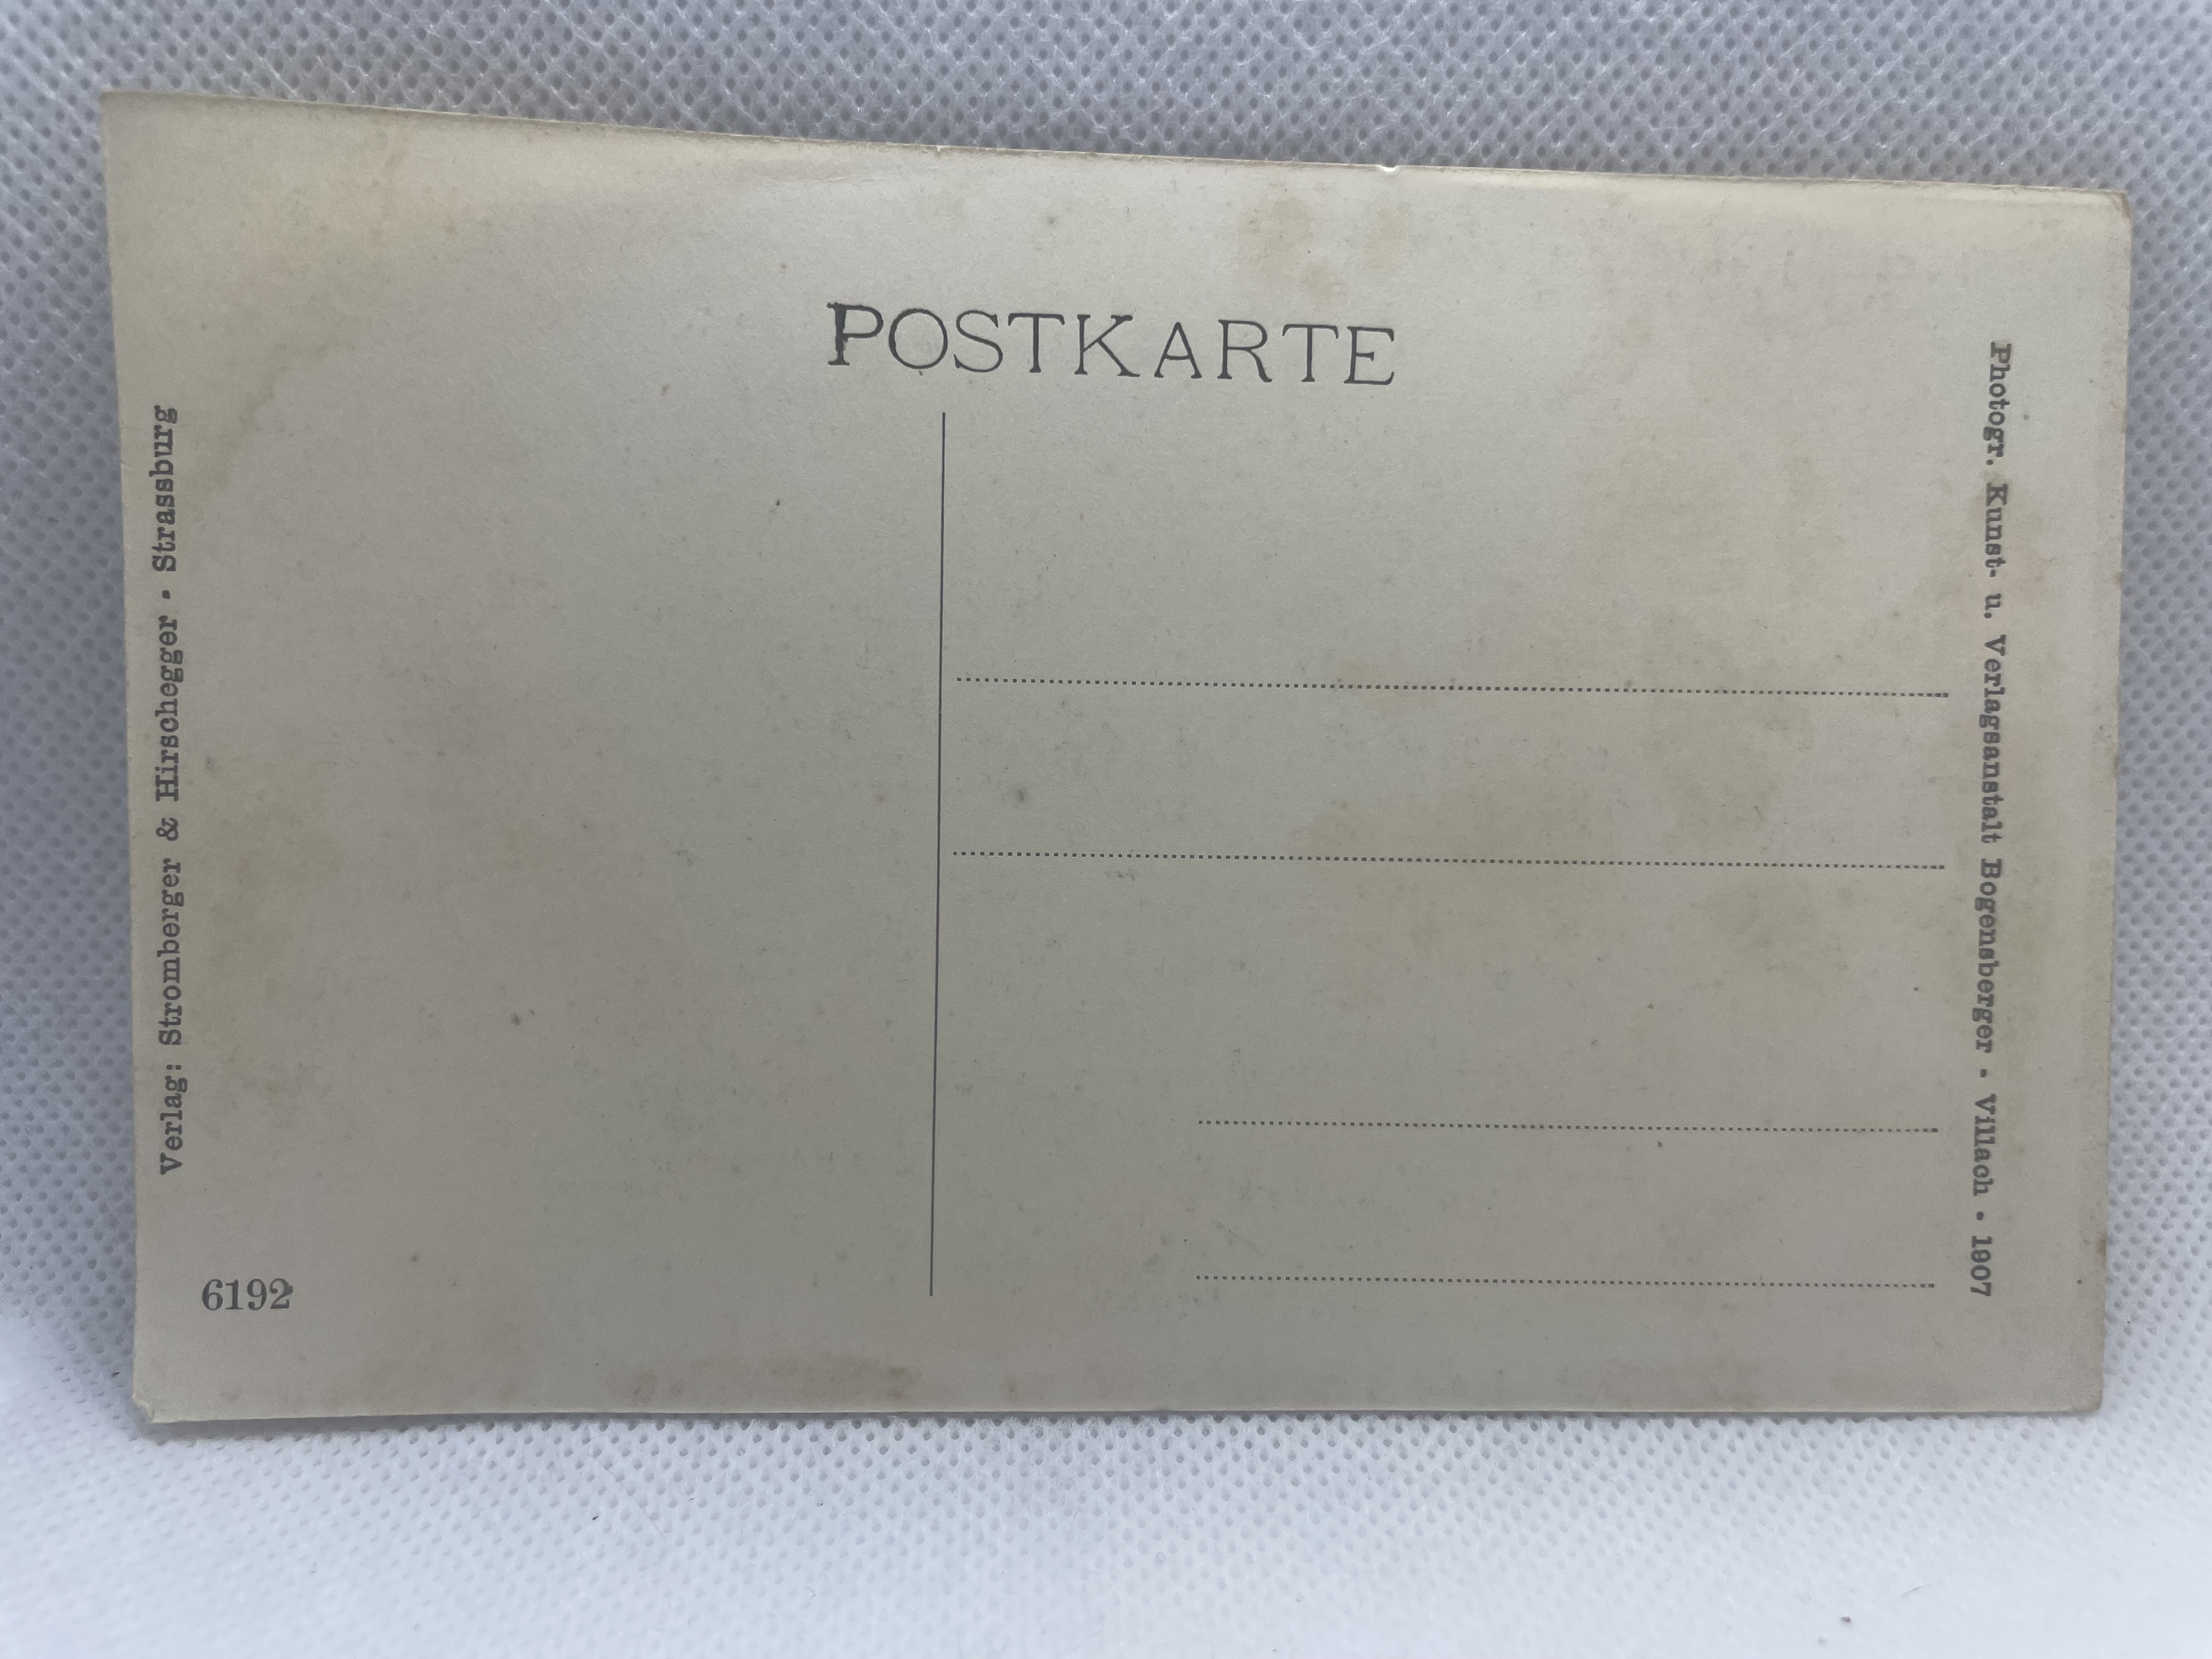 POSTKARTE
Verlag: Stromberger & Hirschegger · Strassburg
6192
Photogr. Kunst- u. Verlagsanstalt Bogensberger · Villach · 1907